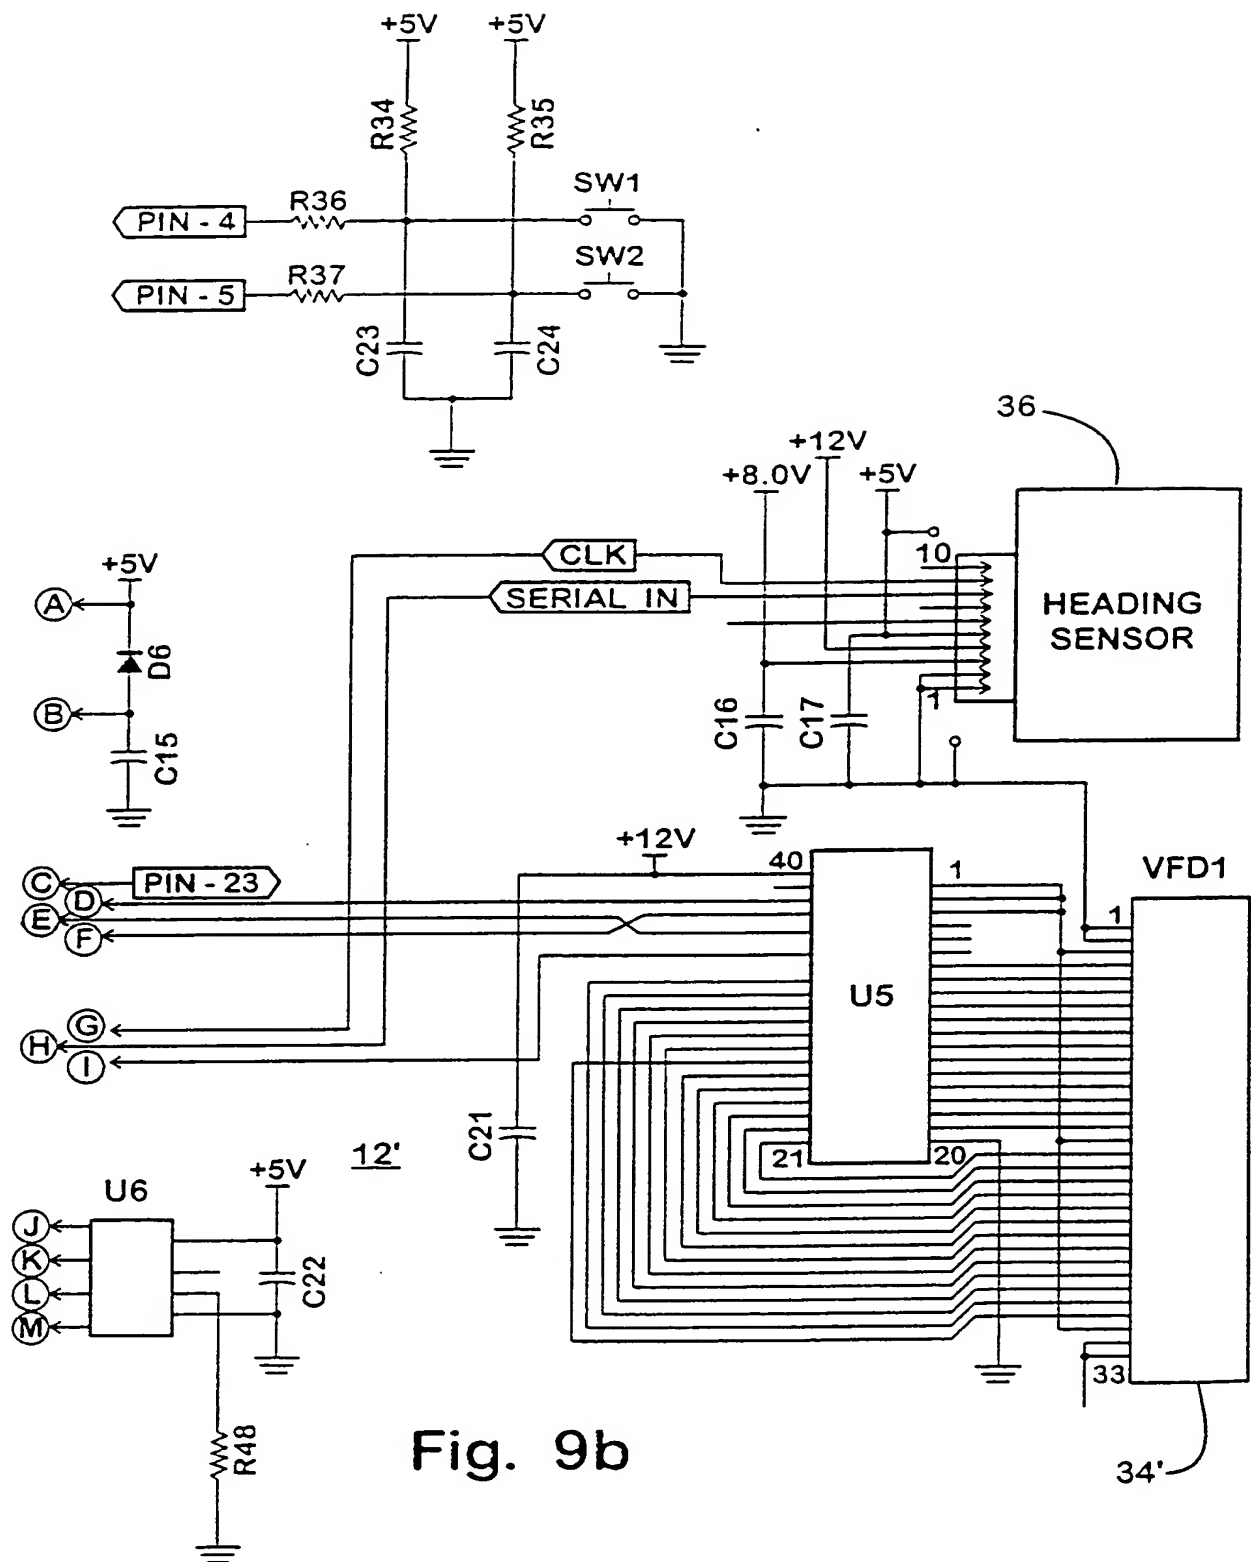 +5V +5V
R34 R35
SW1
R36
PIN - 4
SW2
R37
PIN - 5
C23 C24
36
+12V
+8.0V +5V
10
CLK
+5V
SERIAL IN
A
HEADING
SENSOR
D6
1
B
C16 C17
C15
+12V
40
C PIN - 23
1
VFD1
D
E
1
F
U5
G
H
I
C21
12'
21 20
+5V
U6
J
K
C22
L
M
33
R48
Fig. 9b
34'